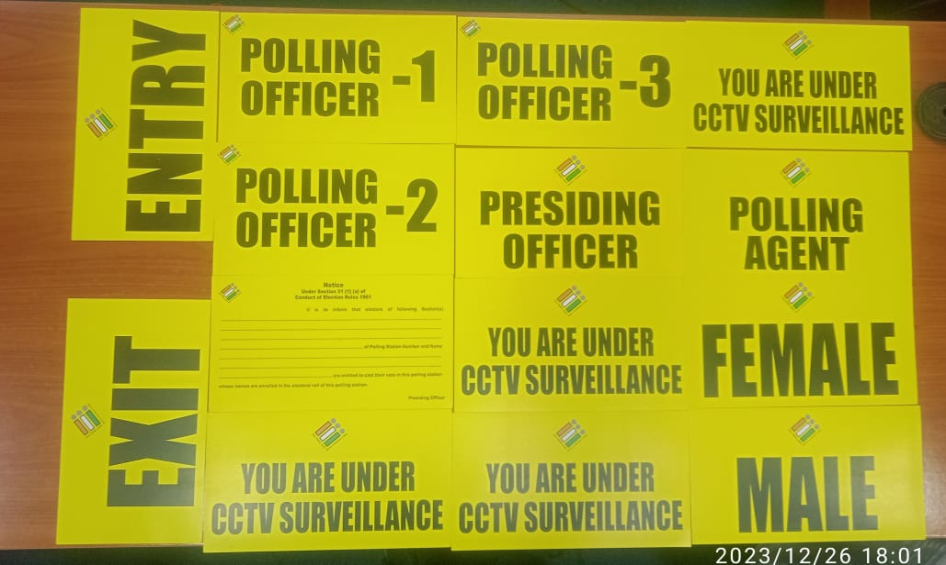 ENTRY
POLLING
OFFICER -1
POLLING
OFFICER -3
YOU ARE UNDER
CCTV SURVEILLANCE
POLLING
OFFICER -2
PRESIDING
OFFICER
POLLING
AGENT
EXIT
Notice
Under Section 31 (1) (a) of
Conduct of Election Rules 1961
It is to inform that electors of following Section(s)
of Polling Station Number and Name
are entitled to cast their vote in this polling station
whose names are enrolled in the electoral roll of this polling station.
Presiding Officer
YOU ARE UNDER
CCTV SURVEILLANCE
FEMALE
YOU ARE UNDER
CCTV SURVEILLANCE
YOU ARE UNDER
CCTV SURVEILLANCE
MALE
2023/12/26 18:01